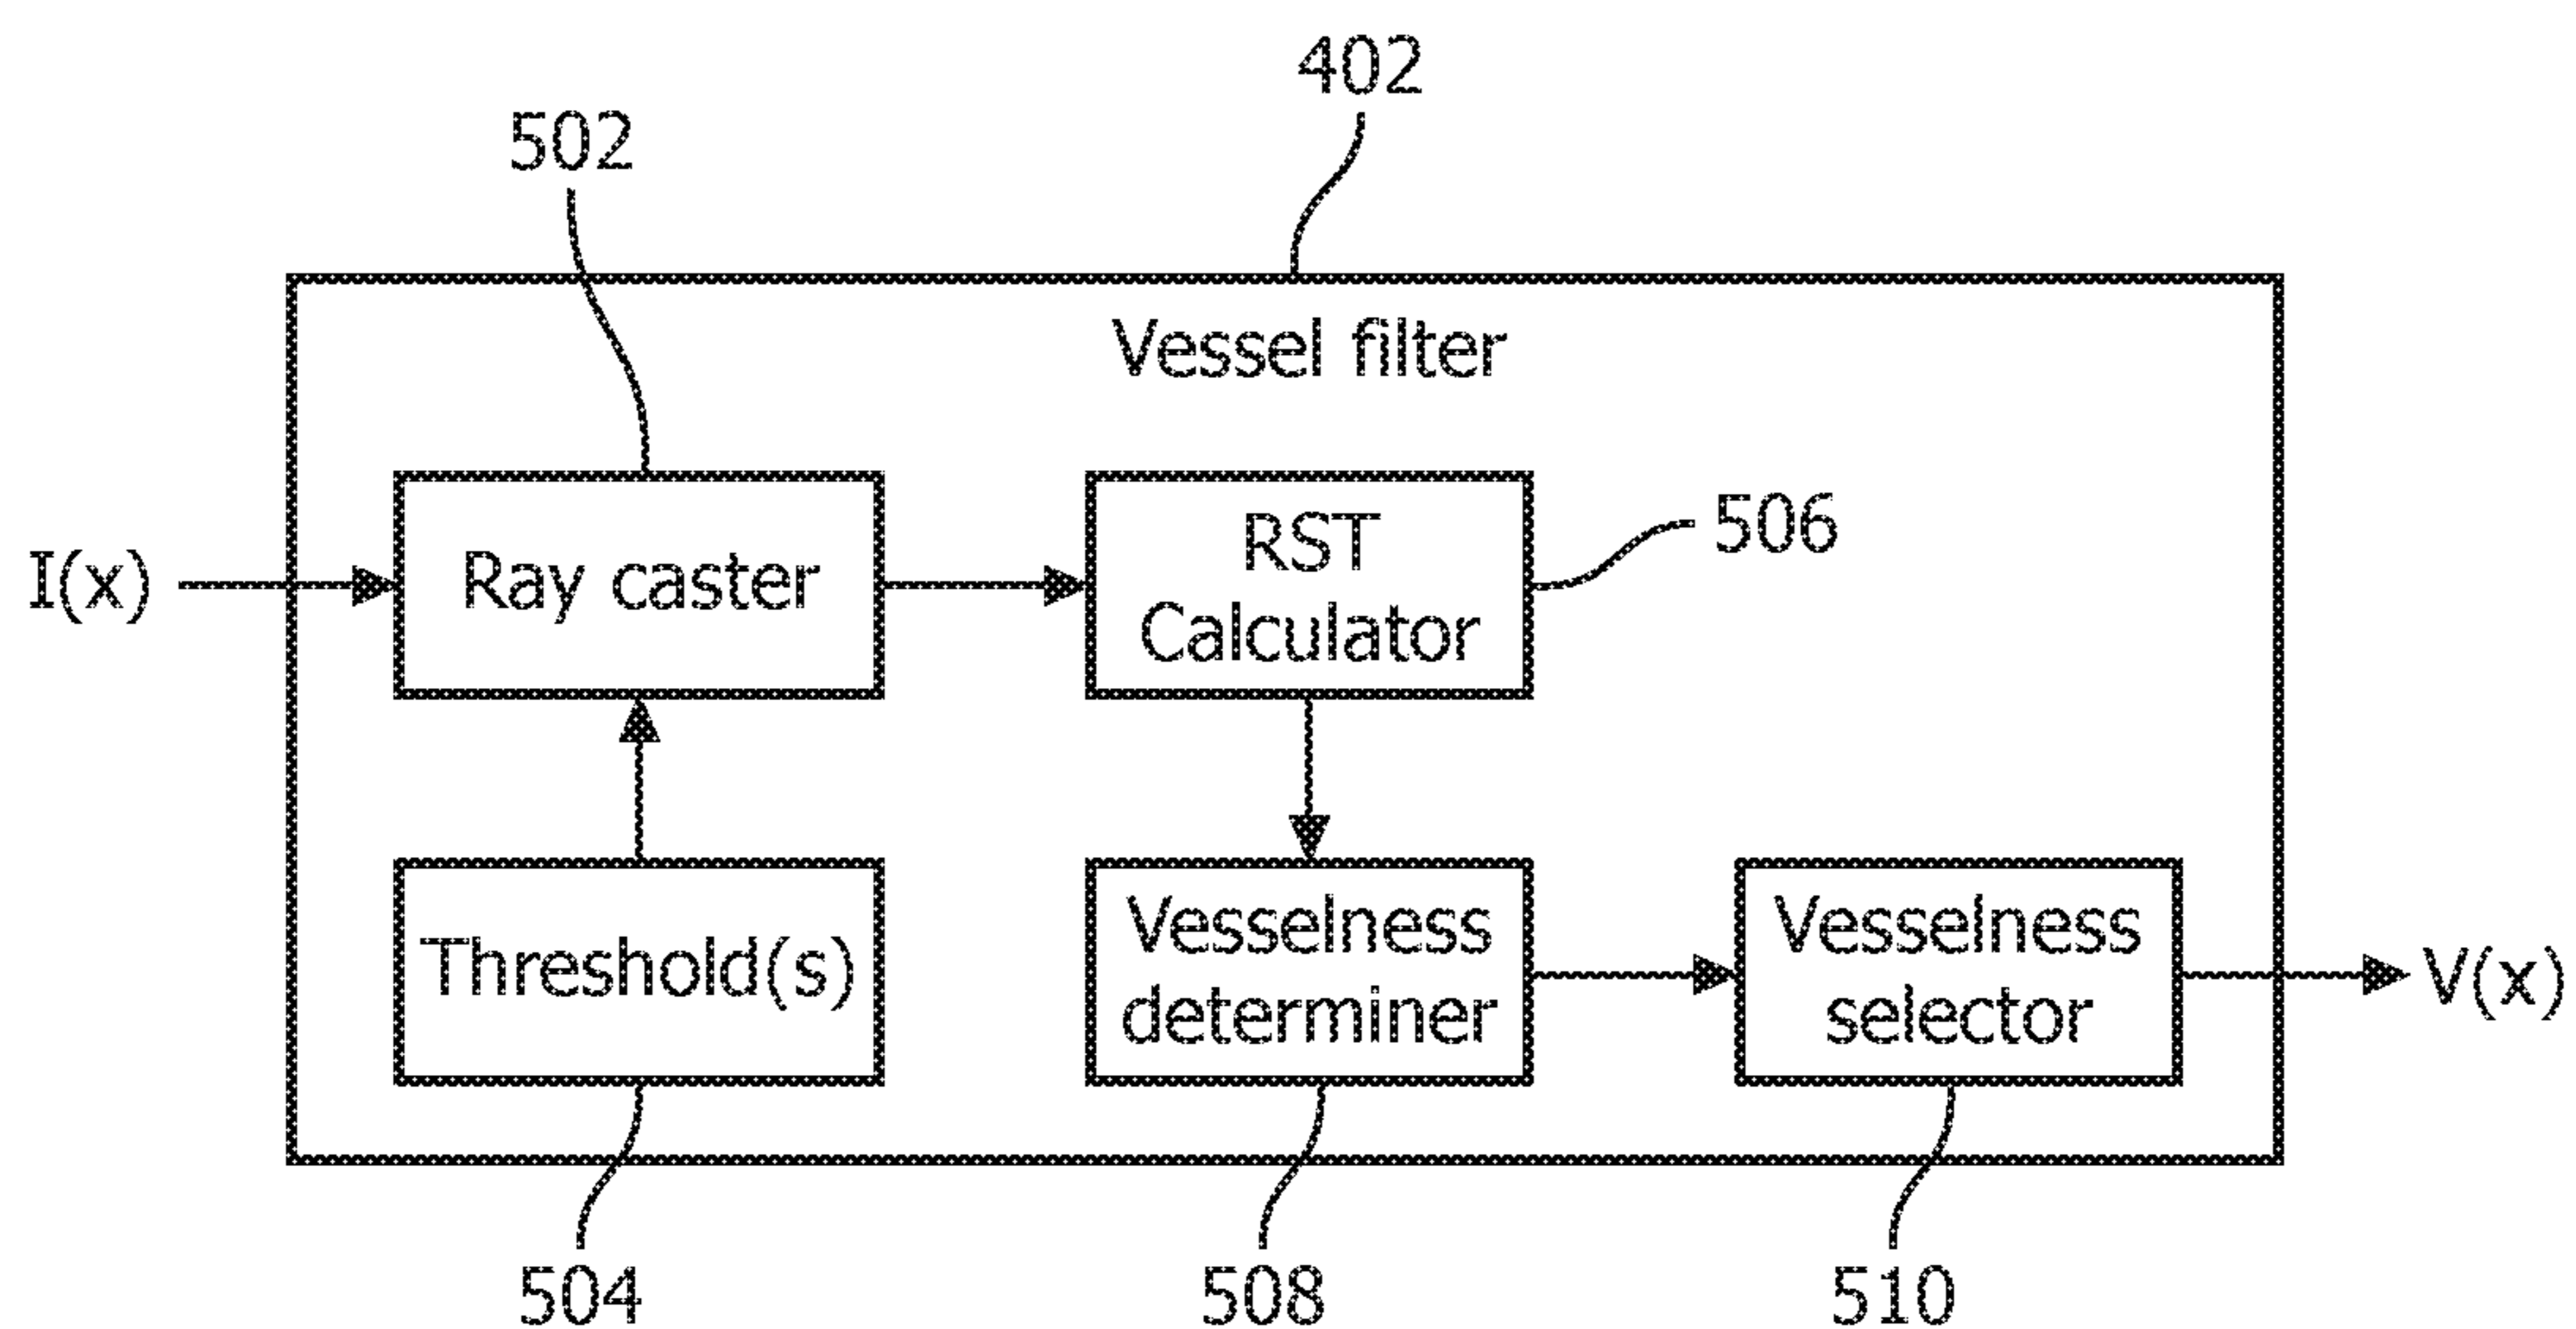 402
502
Vessel filter
I(x)
Ray caster
RST
Calculator
506
Threshold(s)
Vesselness
determiner
Vesselness
selector
V(x)
504
508
510